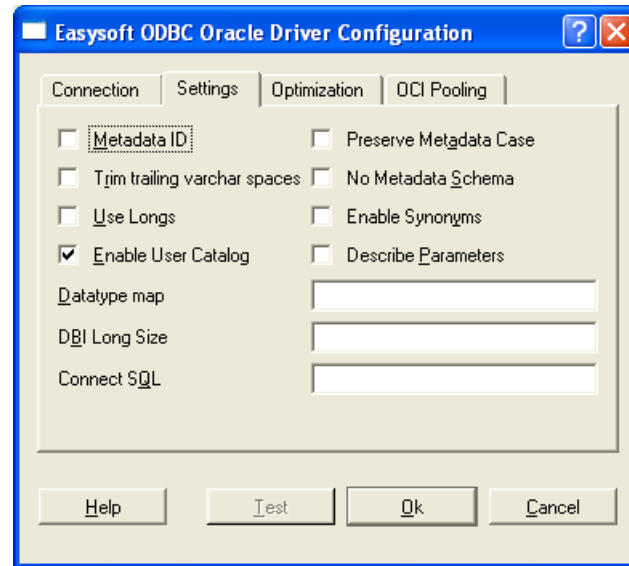 Easysoft ODBC Oracle Driver Configuration
Connection Settings Optimization OCI Pooling
Metadata ID Preserve Metadata Case
Trim trailing varchar spaces No Metadata Schema
Use Longs Enable Synonyms
Enable User Catalog Describe Parameters
Datatype map
DBI Long Size
Connect SQL
Help Test Ok Cancel